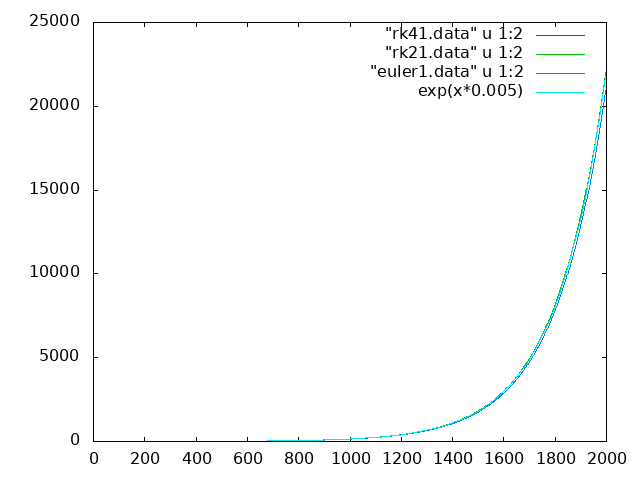 25000
20000
15000
10000
5000
0
"rk41.data" u 1:2
"rk21.data" u 1:2
"euler1.data" u 1:2
exp(x*0.005)
0 200 400 600 800 1000 1200 1400 1600 1800 2000